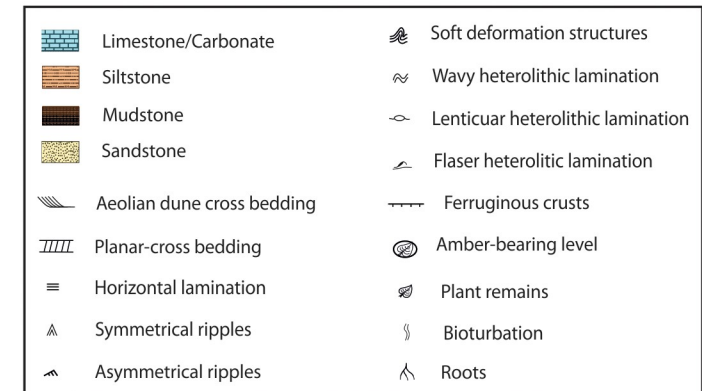 Limestone/Carbonate
Siltstone
Mudstone
Sandstone
Aeolian dune cross bedding
Planar-cross bedding
Horizontal lamination
Symmetrical ripples
Asymmetrical ripples
Soft deformation structures
Wavy heterolithic lamination
Lenticuar heterolithic lamination
Flaser heterolitic lamination
Ferruginous crusts
Amber-bearing level
Plant remains
Bioturbation
Roots